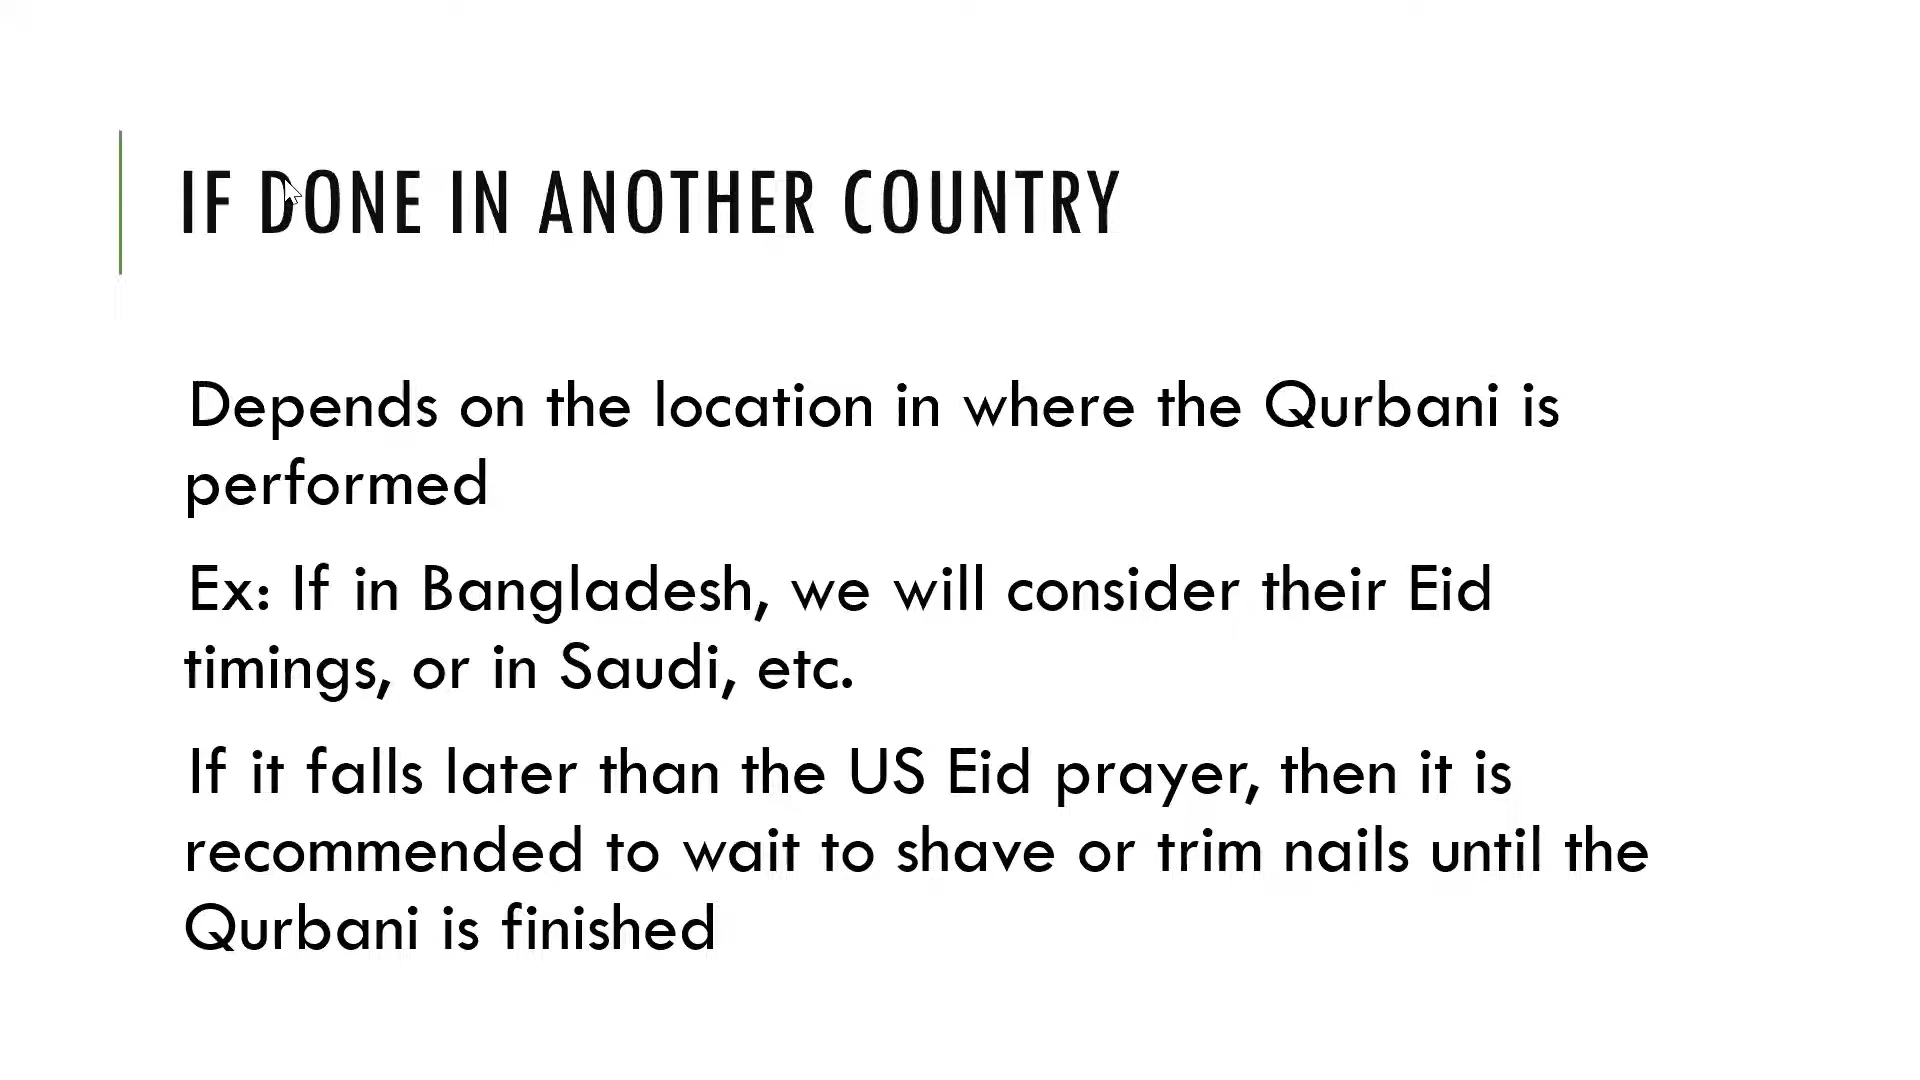 IF DONE IN ANOTHER COUNTRY
Depends on the location in where the Qurbani is
performed
Ex: If in Bangladesh, we will consider their Eid
timings, or in Saudi, etc.
If it falls later than the US Eid prayer, then it is
recommended to wait to shave or trim nails until the
Qurbani is finished